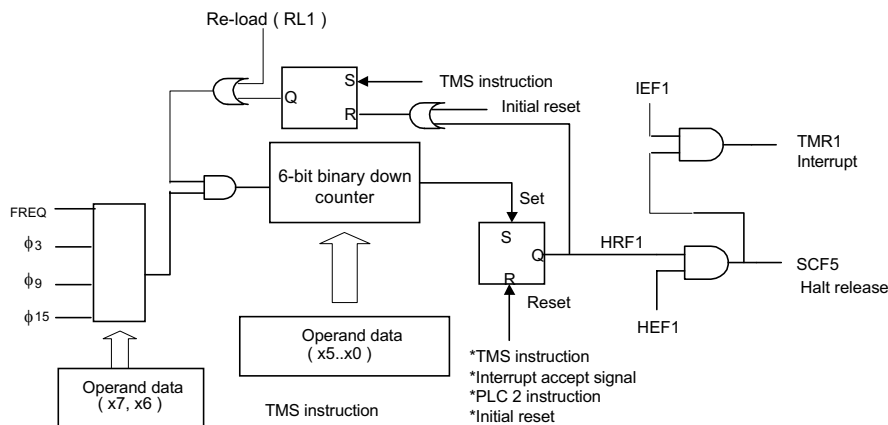 Re-load ( RL1 )
S
Q
R
TMS instruction
Initial reset
IEF1
TMR1
Interrupt
6-bit binary down
counter
FREQ
ϕ3
ϕ9
ϕ15
Set
S
Q
R
HRF1
SCF5
Halt release
Reset
HEF1
Operand data
( x5..x0 )
Operand data
( x7, x6 )
TMS instruction
*TMS instruction
*Interrupt accept signal
*PLC 2 instruction
*Initial reset